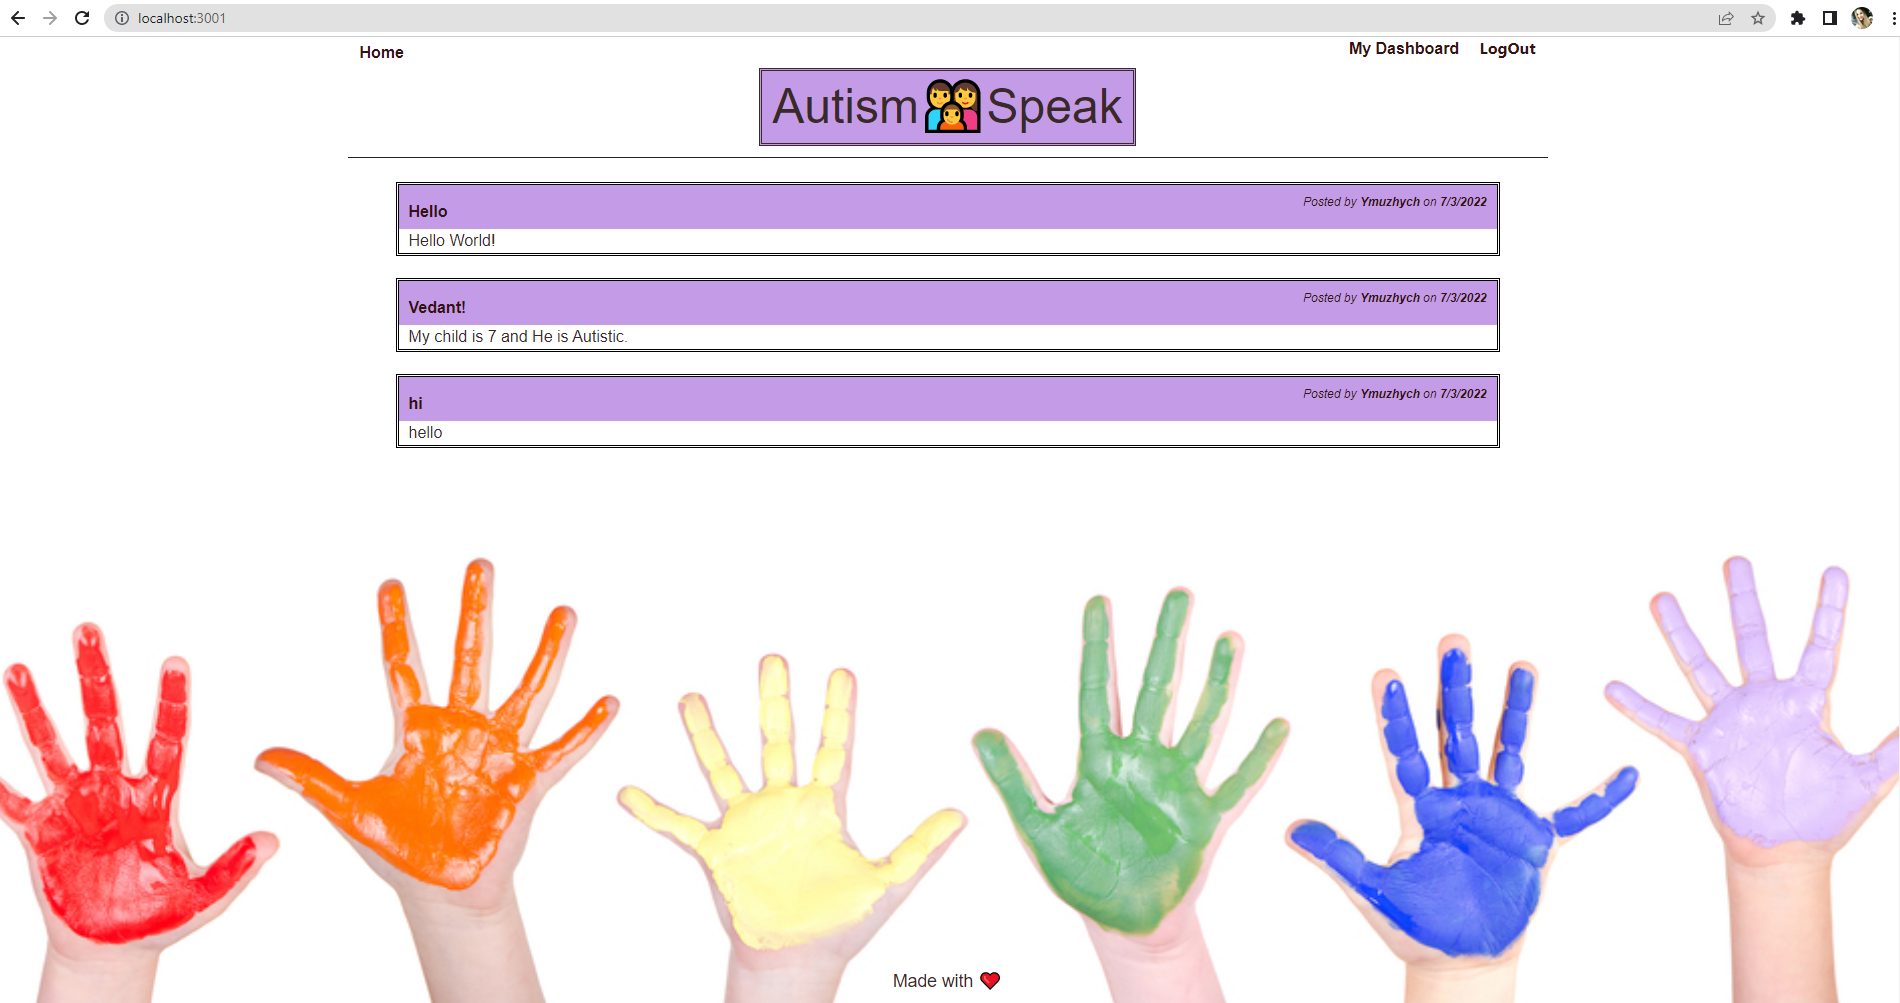 localhost:3001
Home
My Dashboard LogOut
Autism Speak
Hello
Posted by Ymuzhych on 7/3/2022
Hello World!
Vedant!
Posted by Ymuzhych on 7/3/2022
My child is 7 and He is Autistic.
hi
Posted by Ymuzhych on 7/3/2022
hello
Made with